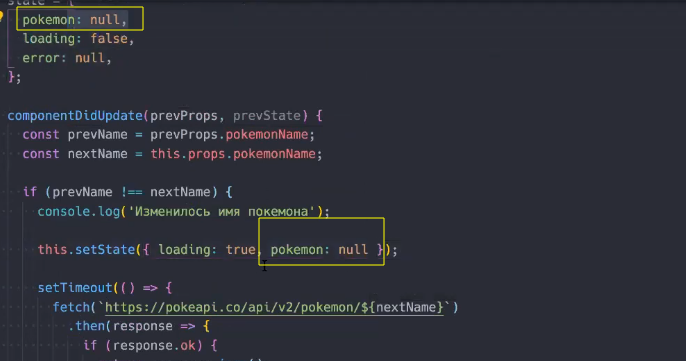 state = {
pokemon: null,
loading: false,
error: null,
};
componentDidUpdate(prevProps, prevState) {
const prevName = prevProps.pokemonName;
const nextName = this.props.pokemonName;
if (prevName !== nextName) {
console.log('Изменилось имя покемона');
this.setState({ loading: true, pokemon: null });
setTimeout(() => {
fetch(`https://pokeapi.co/api/v2/pokemon/${nextName}`)
.then(response => {
if (response.ok) {